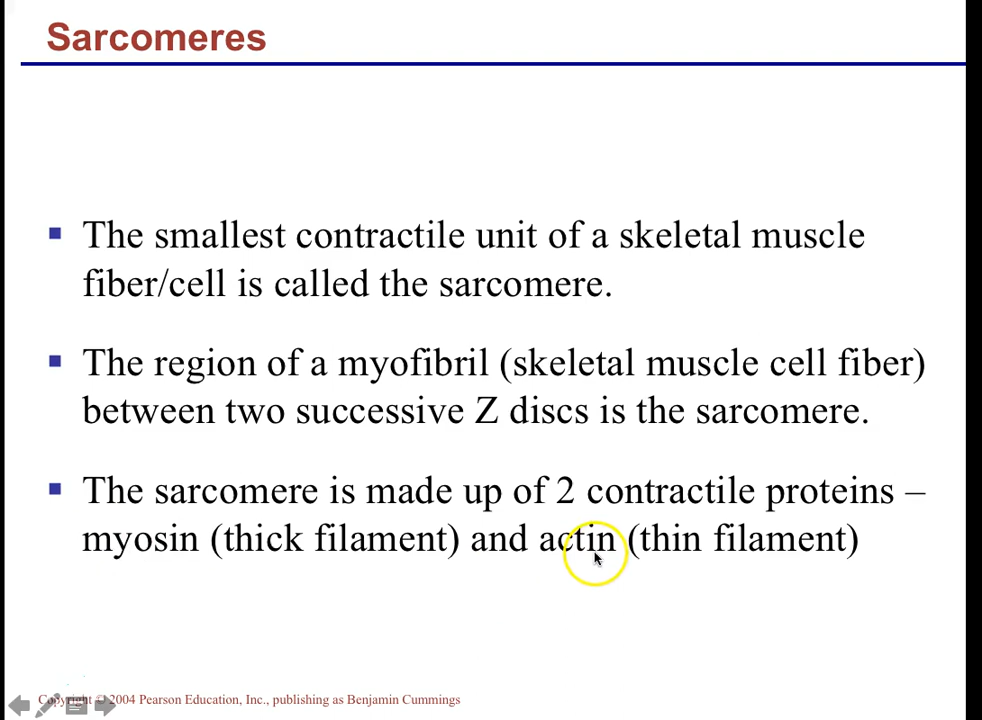 Sarcomeres
▪ The smallest contractile unit of a skeletal muscle
fiber/cell is called the sarcomere.
▪ The region of a myofibril (skeletal muscle cell fiber)
between two successive Z discs is the sarcomere.
▪ The sarcomere is made up of 2 contractile proteins –
myosin (thick filament) and actin (thin filament)
Copyright © 2004 Pearson Education, Inc., publishing as Benjamin Cummings